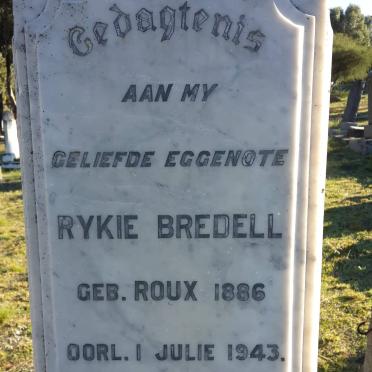 Gedagtenis
AAN MY
GELIEFDE EGGENOTE
RYKIE BREDELL
GEB. ROUX 1886
OORL. 1 JULIE 1943.